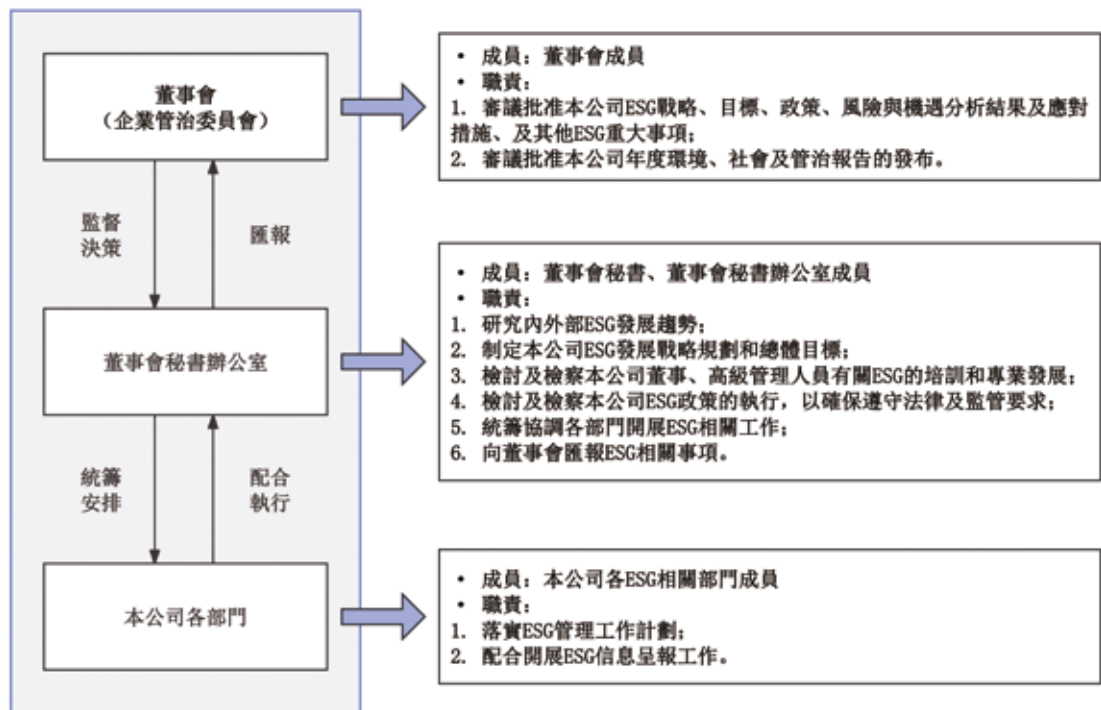 董事會
（企業管治委員會）
• 成員：董事會成員
• 職責：
1. 審議批准本公司ESG戰略、目標、政策、風險與機遇分析結果及應對
措施、及其他ESG重大事項；
2. 審議批准本公司年度環境、社會及管治報告的發布。
監督
決策
匯報
董事會秘書辦公室
• 成員：董事會秘書、董事會秘書辦公室成員
• 職責：
1. 研究內外部ESG發展趨勢；
2. 制定本公司ESG發展戰略規劃和總體目標；
3. 檢討及檢察本公司董事、高級管理人員有關ESG的培訓和專業發展；
4. 檢討及檢察本公司ESG政策的執行，以確保遵守法律及監管要求；
5. 統籌協調各部門開展ESG相關工作；
6. 向董事會匯報ESG相關事項。
統籌
安排
配合
執行
本公司各部門
• 成員：本公司各ESG相關部門成員
• 職責：
1. 落實ESG管理工作計劃；
2. 配合開展ESG信息呈報工作。